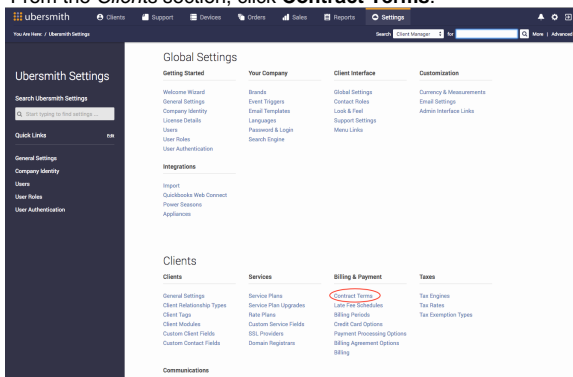 From the Clients section, click Contract Terms.
ubersmith Clients Support Devices Orders Sales Reports Settings
You Are Here: / Ubersmith Settings Search Client Manager for More | Advanced
Ubersmith Settings
Search Ubersmith Settings
Start typing to find settings ...
Quick Links Edit
General Settings
Company Identity
Users
User Roles
User Authentication
Global Settings
Getting Started
Welcome Wizard
General Settings
Company Identity
License Details
Users
User Roles
User Authentication
Your Company
Brands
Event Triggers
Email Templates
Languages
Password & Login
Search Engine
Client Interface
Global Settings
Contact Roles
Look & Feel
Support Settings
Menu Links
Customization
Currency & Measurements
Email Settings
Admin Interface Links
Integrations
Import
Quickbooks Web Connect
Power Seasons
Appliances
Clients
Clients
General Settings
Client Relationship Types
Client Tags
Client Modules
Custom Client Fields
Custom Contact Fields
Services
Service Plans
Service Plan Upgrades
Rate Plans
Custom Service Fields
SSL Providers
Domain Registrars
Billing & Payment
Contract Terms
Late Fee Schedules
Billing Periods
Credit Card Options
Payment Processing Options
Billing Agreement Options
Billing
Taxes
Tax Engines
Tax Rates
Tax Exemption Types
Communications